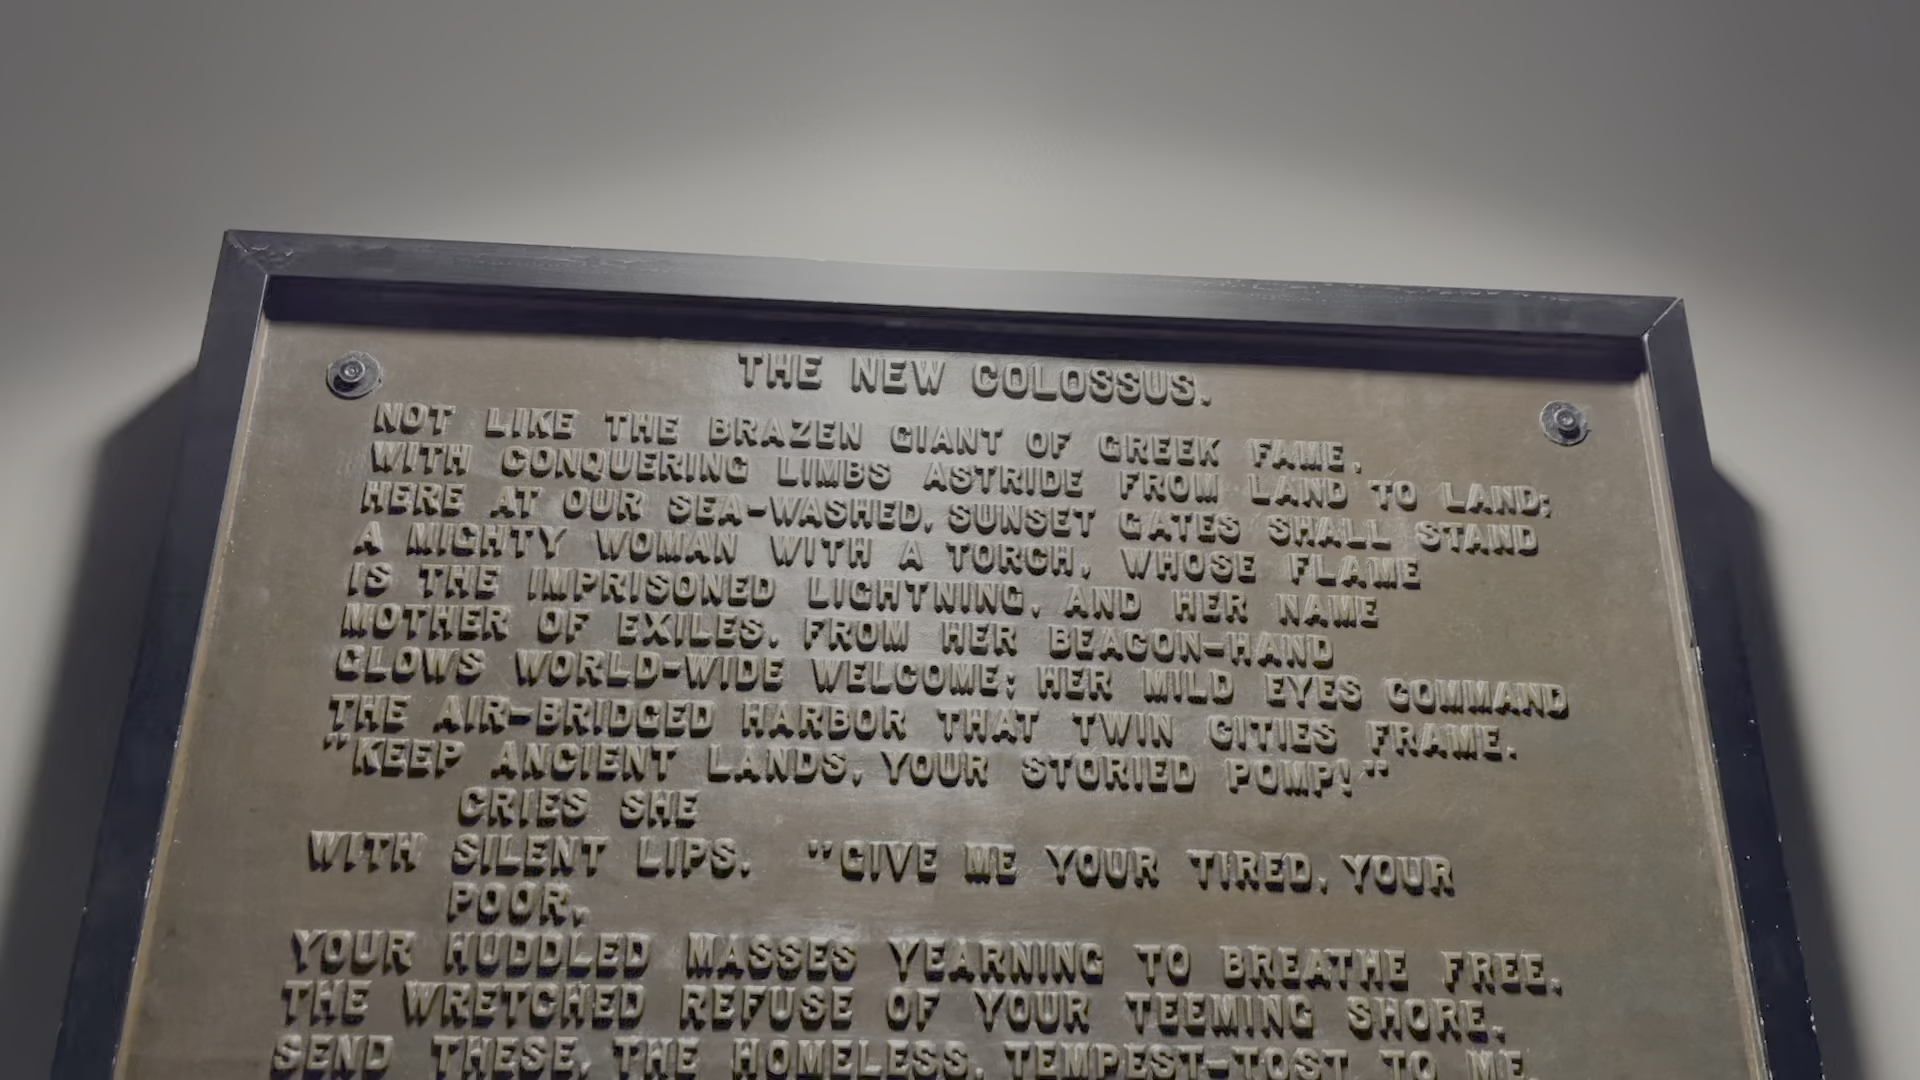 THE NEW COLOSSUS.
NOT LIKE THE BRAZEN GIANT OF GREEK FAME,
WITH CONQUERING LIMBS ASTRIDE FROM LAND TO LAND;
HERE AT OUR SEA-WASHED, SUNSET GATES SHALL STAND
A MIGHTY WOMAN WITH A TORCH, WHOSE FLAME
IS THE IMPRISONED LIGHTNING, AND HER NAME
MOTHER OF EXILES. FROM HER BEACON-HAND
GLOWS WORLD-WIDE WELCOME; HER MILD EYES COMMAND
THE AIR-BRIDGED HARBOR THAT TWIN CITIES FRAME.
"KEEP ANCIENT LANDS, YOUR STORIED POMP!"
CRIES SHE
WITH SILENT LIPS. "GIVE ME YOUR TIRED, YOUR
POOR,
YOUR HUDDLED MASSES YEARNING TO BREATHE FREE,
THE WRETCHED REFUSE OF YOUR TEEMING SHORE.
SEND THESE, THE HOMELESS, TEMPEST-TOST TO ME,